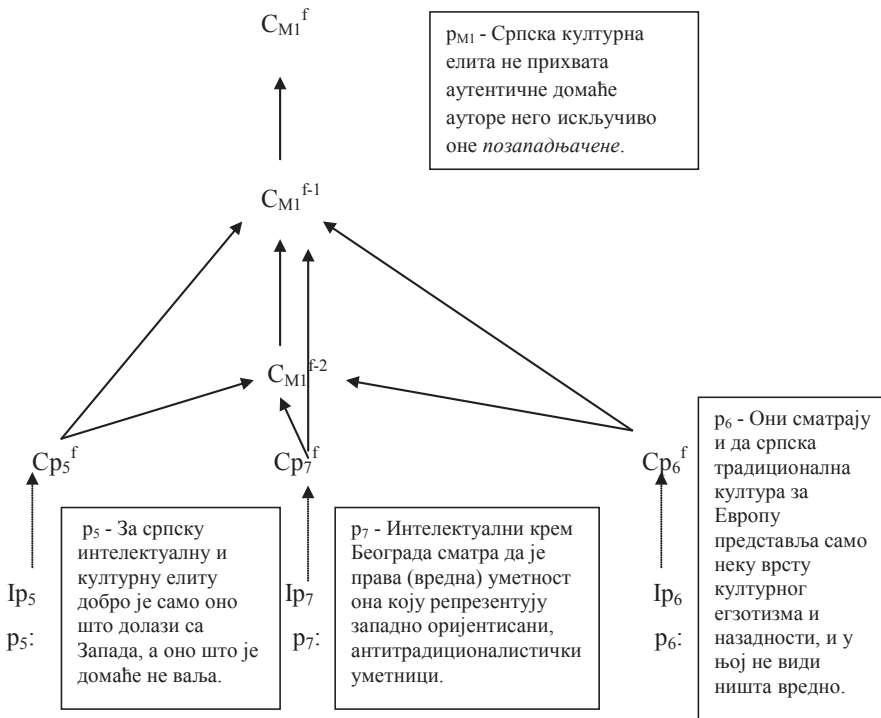 C_M1^f
p_M1 - Српска културна
елита не прихвата
аутентичне домаће
ауторе него искључиво
оне позападњачене.
C_M1^f-1
C_M1^f-2
Cp₅^f
Cp₇^f
Cp₆^f
p₅ - За српску
интелектуалну и
културну елиту
добро је само оно
што долази са
Запада, а оно што је
домаће не ваља.
p₇ - Интелектуални крем
Београда сматра да је
права (вредна) уметност
она коју репрезентују
западно оријентисани,
антитрадиционалистички
уметници.
p₆ - Они сматрају
и да српска
традиционална
култура за
Европу
представља само
неку врсту
културног
егзотизма и
назадности, и у
њој не види
ништа вредно.
Ip₅
p₅:
Ip₇
p₇:
Ip₆
p₆: